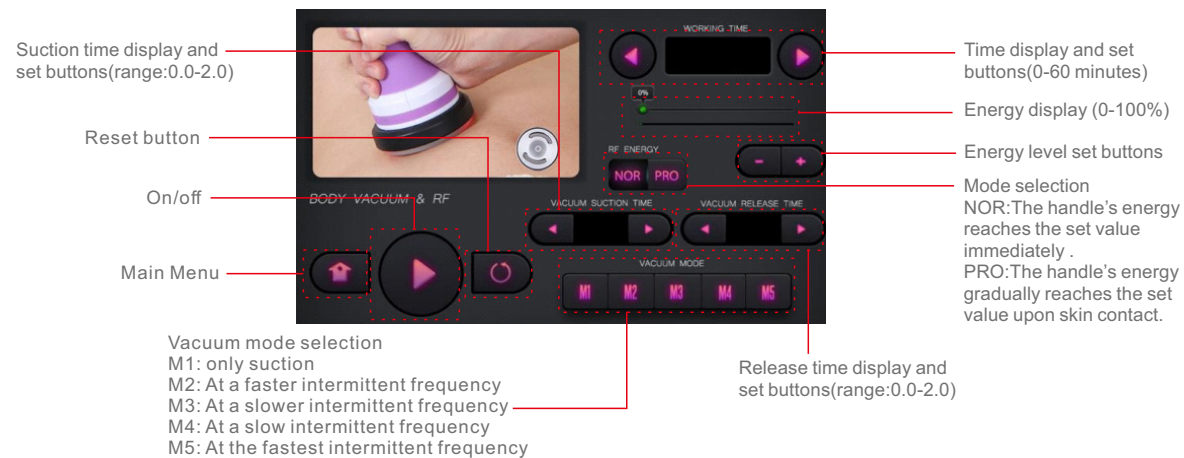 Suction time display and
set buttons(range:0.0-2.0)
Reset button
On/off
Main Menu
WORKING TIME
0%
RF ENERGY
NOR PRO
- +
BODY VACUUM & RF
VACUUM SUCTION TIME
VACUUM RELEASE TIME
VACUUM MODE
M1 M2 M3 M4 M5
Time display and set
buttons(0-60 minutes)
Energy display (0-100%)
Energy level set buttons
Mode selection
NOR:The handle's energy
reaches the set value
immediately .
PRO:The handle's energy
gradually reaches the set
value upon skin contact.
Vacuum mode selection
M1: only suction
M2: At a faster intermittent frequency
M3: At a slower intermittent frequency
M4: At a slow intermittent frequency
M5: At the fastest intermittent frequency
Release time display and
set buttons(range:0.0-2.0)